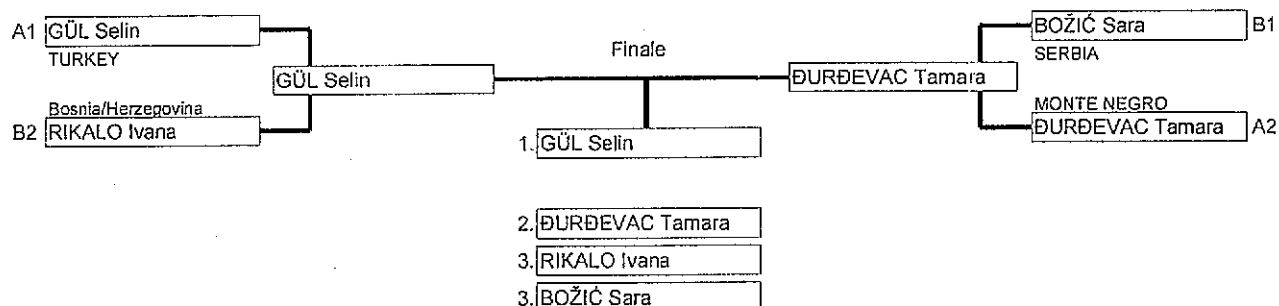 A1 GÜL Selin
TURKEY
GÜL Selin
Bosnia/Herzegovina
B2 RIKALO Ivana
Finale
BOŽIĆ Sara B1
SERBIA
ĐURĐEVAC Tamara
MONTE NEGRO
ĐURĐEVAC Tamara A2
1. GÜL Selin
2. ĐURĐEVAC Tamara
3. RIKALO Ivana
3. BOŽIĆ Sara